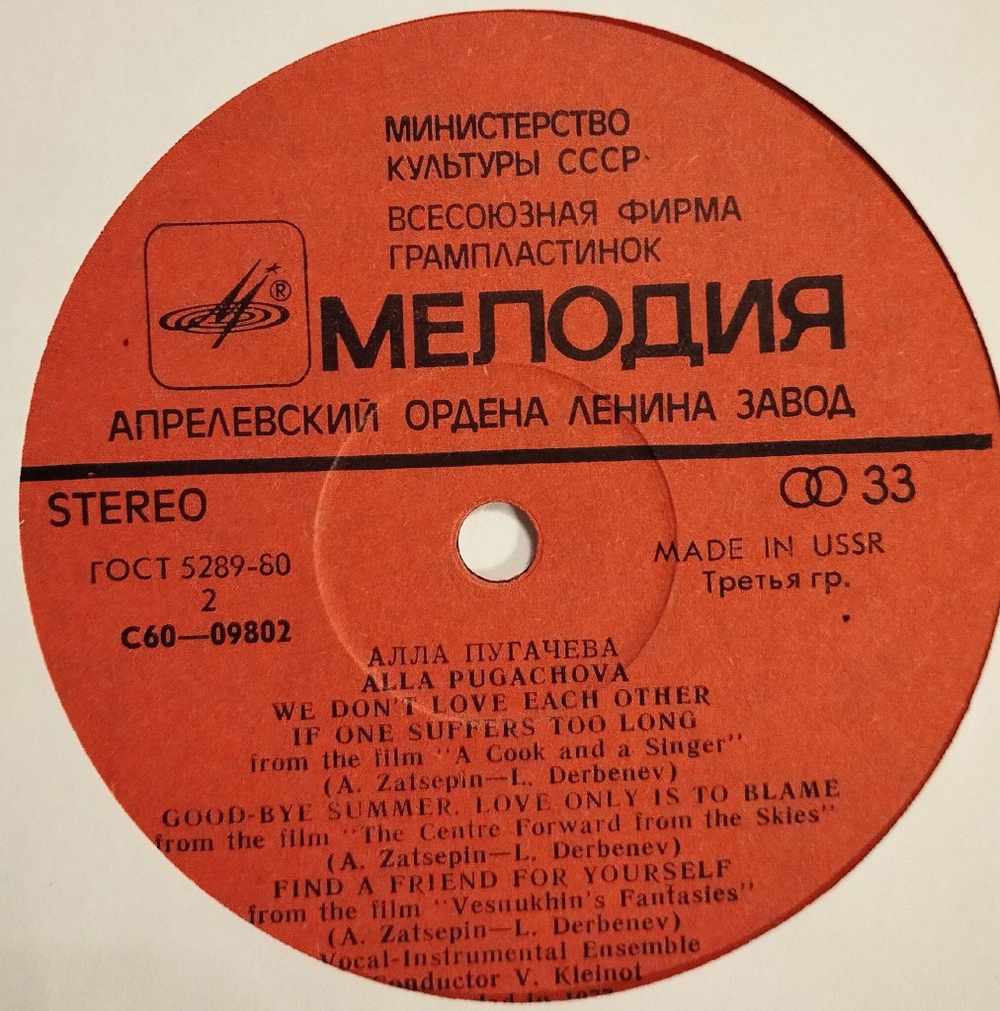 МИНИСТЕРСТВО
КУЛЬТУРЫ СССР
ВСЕСОЮЗНАЯ ФИРМА
ГРАМПЛАСТИНОК
®
МЕЛОДИЯ
АПРЕЛЕВСКИЙ ОРДЕНА ЛЕНИНА ЗАВОД
STEREO
33
ГОСТ 5289-80
2
С60—09802
MADE IN USSR
Третья гр.
АЛЛА ПУГАЧЕВА
ALLA PUGACHOVA
WE DON'T LOVE EACH OTHER
IF ONE SUFFERS TOO LONG
from the film "A Cook and a Singer"
(A. Zatsepin—L. Derbenev)
GOOD-BYE SUMMER. LOVE ONLY IS TO BLAME
from the film "The Centre Forward from the Skies"
(A. Zatsepin—L. Derbenev)
FIND A FRIEND FOR YOURSELF
from the film "Vesnukhin's Fantasies"
(A. Zatsepin—L. Derbenev)
Vocal-Instrumental Ensemble
onductor V. Kleinot
in 1977